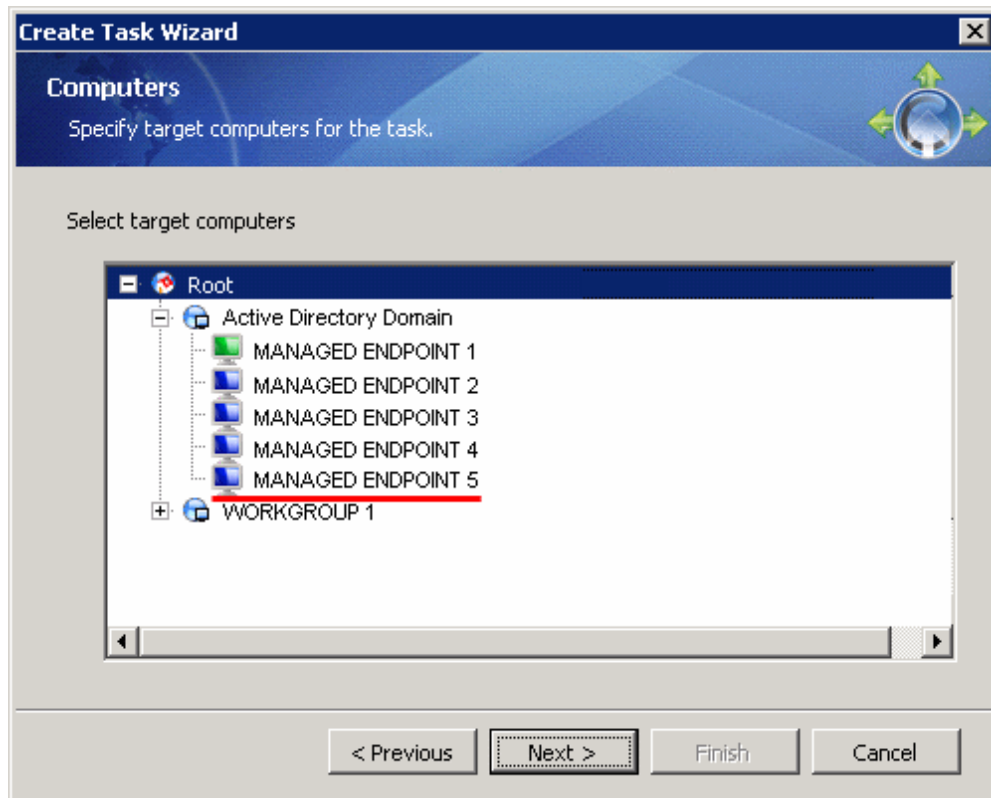 Create Task Wizard
Computers
Specify target computers for the task.
Select target computers
Root
Active Directory Domain
MANAGED ENDPOINT 1
MANAGED ENDPOINT 2
MANAGED ENDPOINT 3
MANAGED ENDPOINT 4
MANAGED ENDPOINT 5
WORKGROUP 1
< Previous
Next >
Finish
Cancel